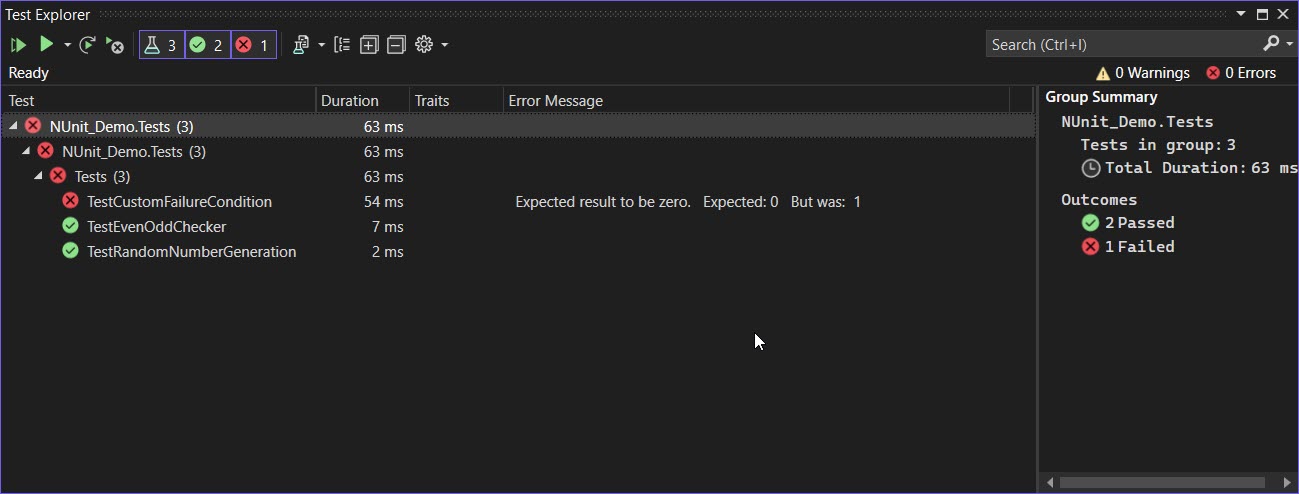 Test Explorer
3 2 1 Search (Ctrl+I)
Ready 0 Warnings 0 Errors
Test Duration Traits Error Message
NUnit_Demo.Tests (3) 63 ms
NUnit_Demo.Tests (3) 63 ms
Tests (3) 63 ms
TestCustomFailureCondition 54 ms Expected result to be zero. Expected: 0 But was: 1
TestEvenOddChecker 7 ms
TestRandomNumberGeneration 2 ms
Group Summary
NUnit_Demo.Tests
Tests in group: 3
Total Duration: 63 ms
Outcomes
2 Passed
1 Failed